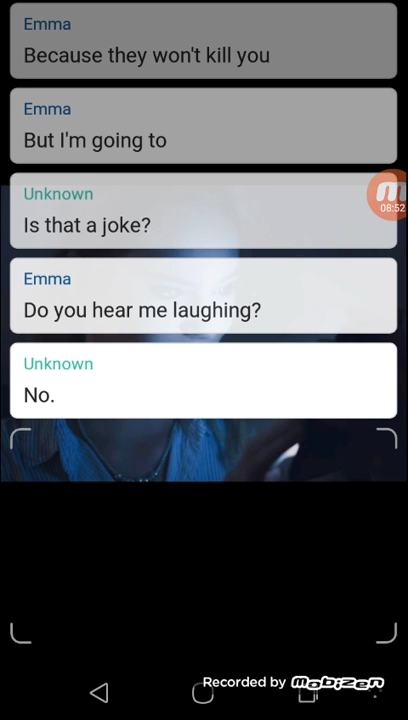 Emma
Because they won't kill you
Emma
But I'm going to
Unknown
Is that a joke?
08:52
Emma
Do you hear me laughing?
Unknown
No.
Recorded by Mobizen